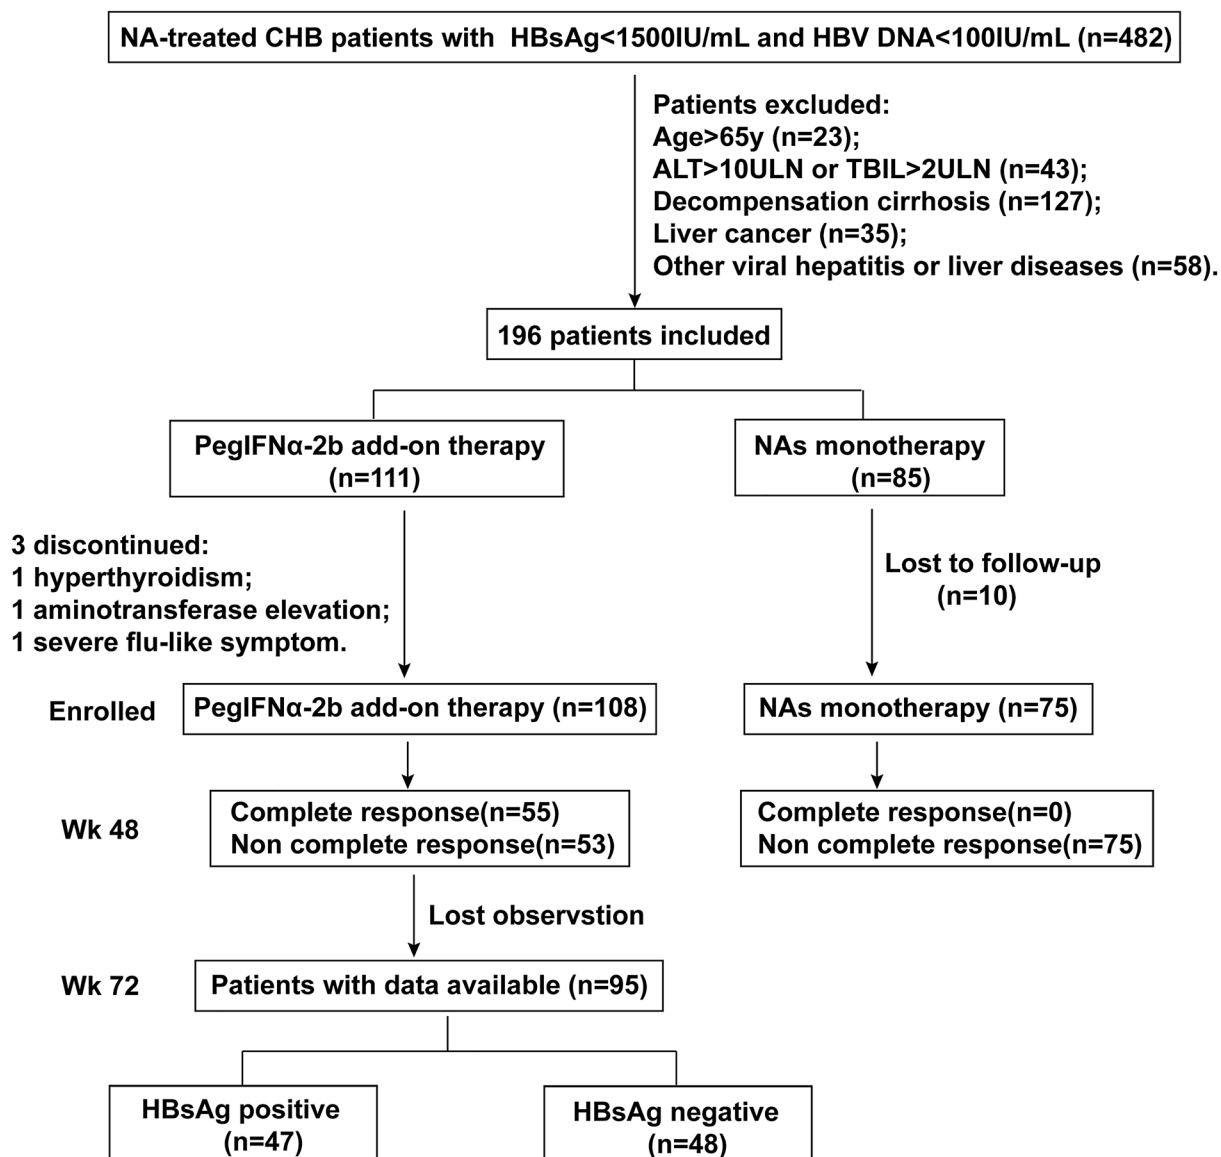 NA-treated CHB patients with HBsAg<1500IU/mL and HBV DNA<100IU/mL (n=482)
Patients excluded:
Age>65y (n=23);
ALT>10ULN or TBIL>2ULN (n=43);
Decompensation cirrhosis (n=127);
Liver cancer (n=35);
Other viral hepatitis or liver diseases (n=58).
196 patients included
PegIFNα-2b add-on therapy
(n=111)
NAs monotherapy
(n=85)
3 discontinued:
1 hyperthyroidism;
1 aminotransferase elevation;
1 severe flu-like symptom.
Lost to follow-up
(n=10)
Enrolled
PegIFNα-2b add-on therapy (n=108)
NAs monotherapy (n=75)
Wk 48
Complete response(n=55)
Non complete response(n=53)
Complete response(n=0)
Non complete response(n=75)
Lost observstion
Wk 72
Patients with data available (n=95)
HBsAg positive
(n=47)
HBsAg negative
(n=48)